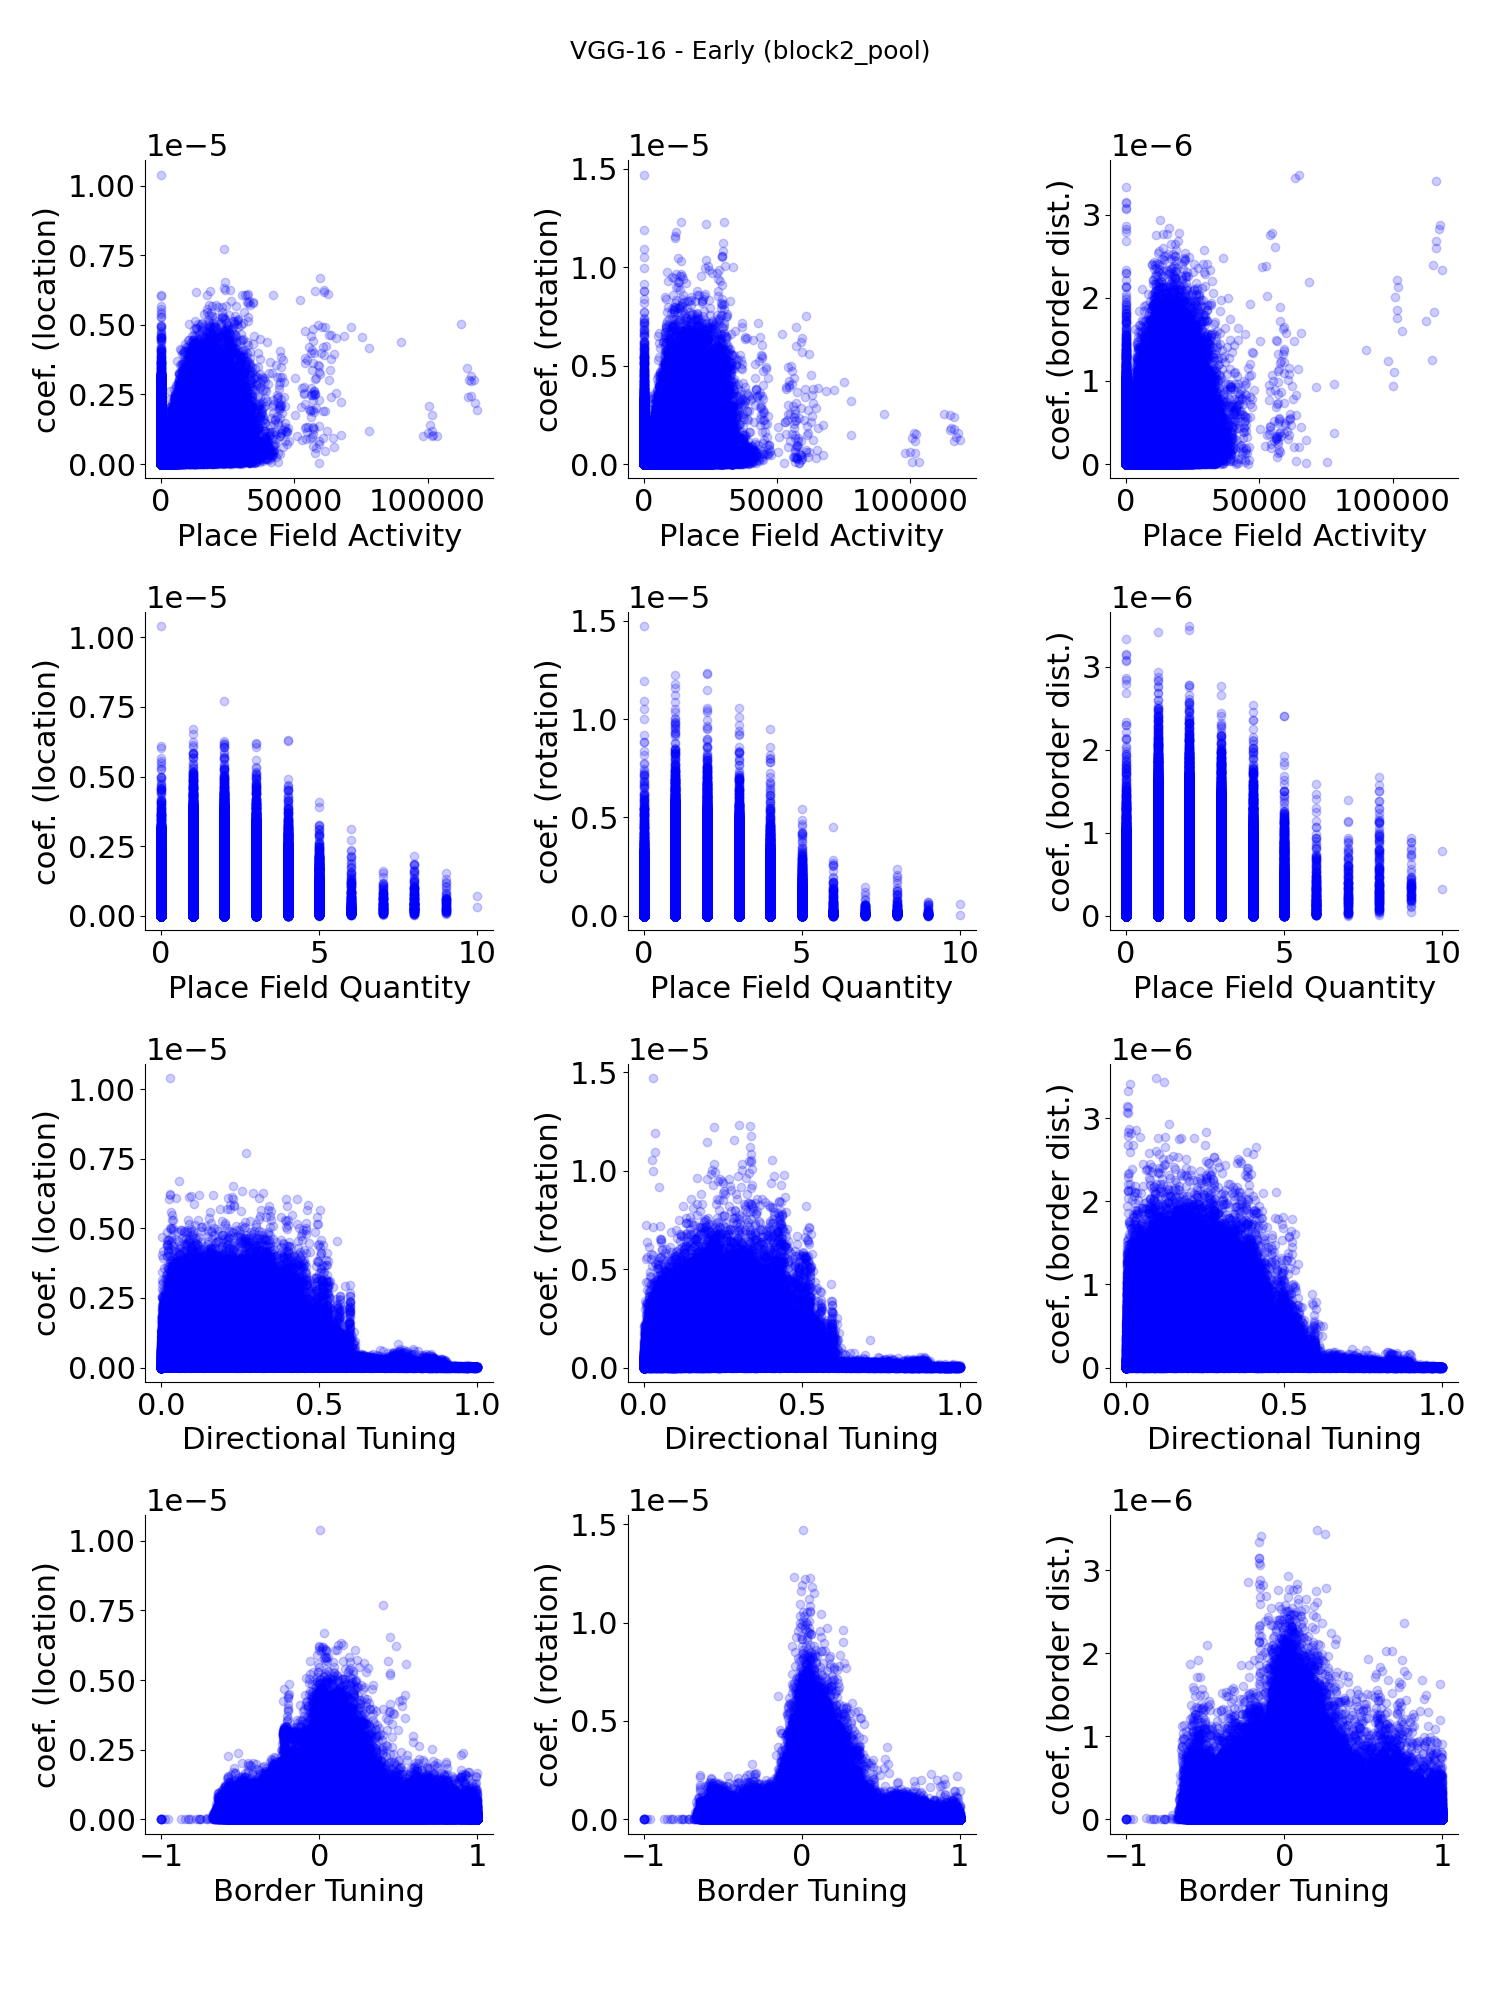 VGG-16 - Early (block2_pool)
1e−5
1e−5
1e−6
coef. (location)
1.00
0.75
0.50
0.25
0.00
0
50000
100000
Place Field Activity
coef. (rotation)
1.5
1.0
0.5
0.0
0
50000
100000
Place Field Activity
coef. (border dist.)
3
2
1
0
0
50000
100000
Place Field Activity
1e−5
1e−5
1e−6
coef. (location)
1.00
0.75
0.50
0.25
0.00
0
5
10
Place Field Quantity
coef. (rotation)
1.5
1.0
0.5
0.0
0
5
10
Place Field Quantity
coef. (border dist.)
3
2
1
0
0
5
10
Place Field Quantity
1e−5
1e−5
1e−6
coef. (location)
1.00
0.75
0.50
0.25
0.00
0.0
0.5
1.0
Directional Tuning
coef. (rotation)
1.5
1.0
0.5
0.0
0.0
0.5
1.0
Directional Tuning
coef. (border dist.)
3
2
1
0
0.0
0.5
1.0
Directional Tuning
1e−5
1e−5
1e−6
coef. (location)
1.00
0.75
0.50
0.25
0.00
−1
0
1
Border Tuning
coef. (rotation)
1.5
1.0
0.5
0.0
−1
0
1
Border Tuning
coef. (border dist.)
3
2
1
0
−1
0
1
Border Tuning